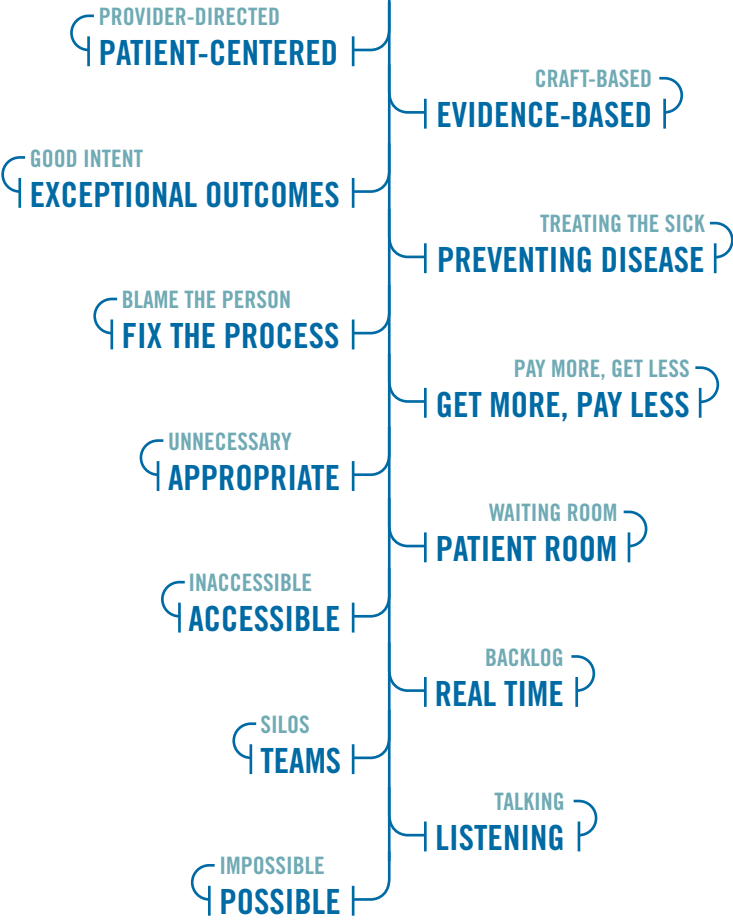 PROVIDER-DIRECTED
PATIENT-CENTERED
CRAFT-BASED
EVIDENCE-BASED
GOOD INTENT
EXCEPTIONAL OUTCOMES
TREATING THE SICK
PREVENTING DISEASE
BLAME THE PERSON
FIX THE PROCESS
PAY MORE, GET LESS
GET MORE, PAY LESS
UNNECESSARY
APPROPRIATE
WAITING ROOM
PATIENT ROOM
INACCESSIBLE
ACCESSIBLE
BACKLOG
REAL TIME
SILOS
TEAMS
TALKING
LISTENING
IMPOSSIBLE
POSSIBLE